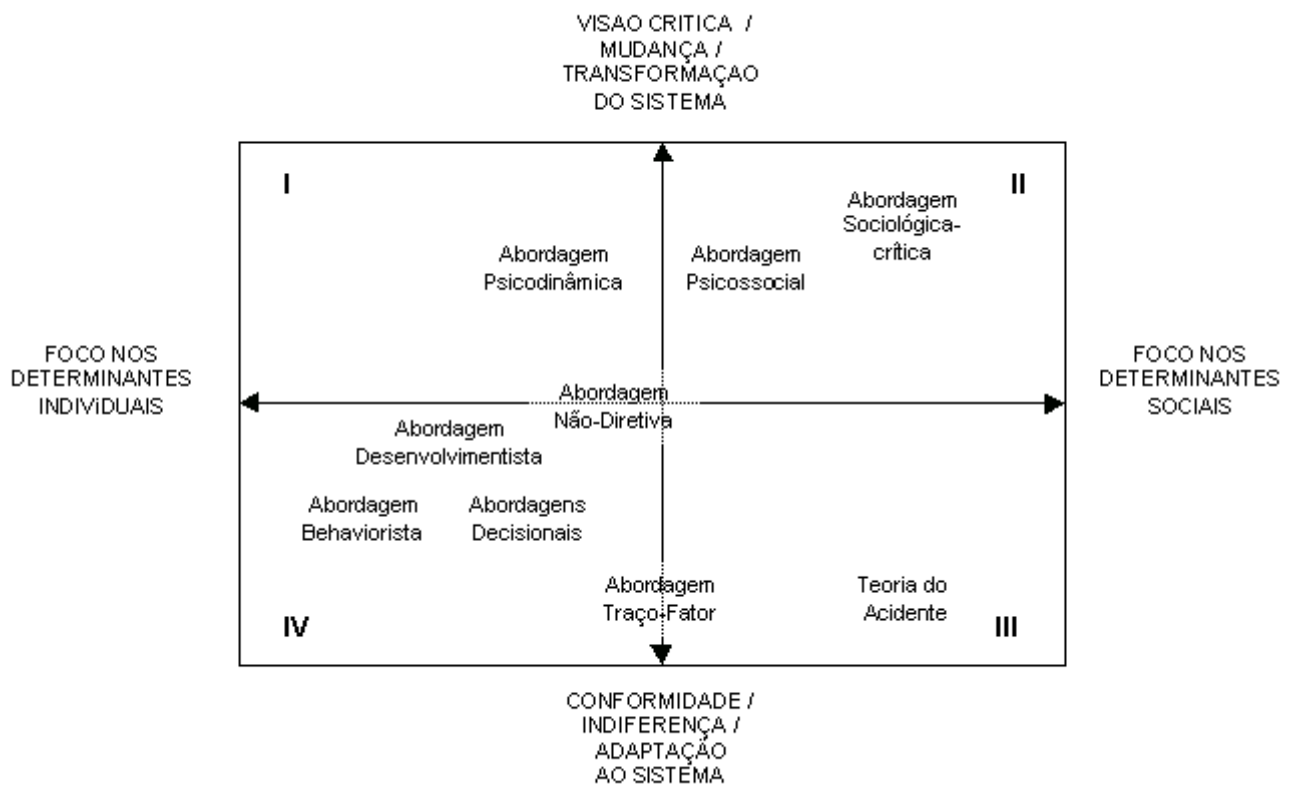 VISAO CRITICA /
MUDANÇA /
TRANSFORMAÇAO
DO SISTEMA
I
II
Abordagem
Sociológica-
crítica
Abordagem
Psicodinâmica
Abordagem
Psicossocial
FOCO NOS
DETERMINANTES
INDIViDUAIS
FOCO NOS
DETERMINANTES
SOCIAIS
Abordagem
Não-Diretiva
Abordagem
Desenvolvimentista
Abordagem
Behaviorista
Abordagens
Decisionais
Abordagem
Traço-Fator
Teoria do
Acidente
IV
III
CONFORMIDADE /
INDIFERENÇA /
ADAPTAÇÃO
AO SISTEMA